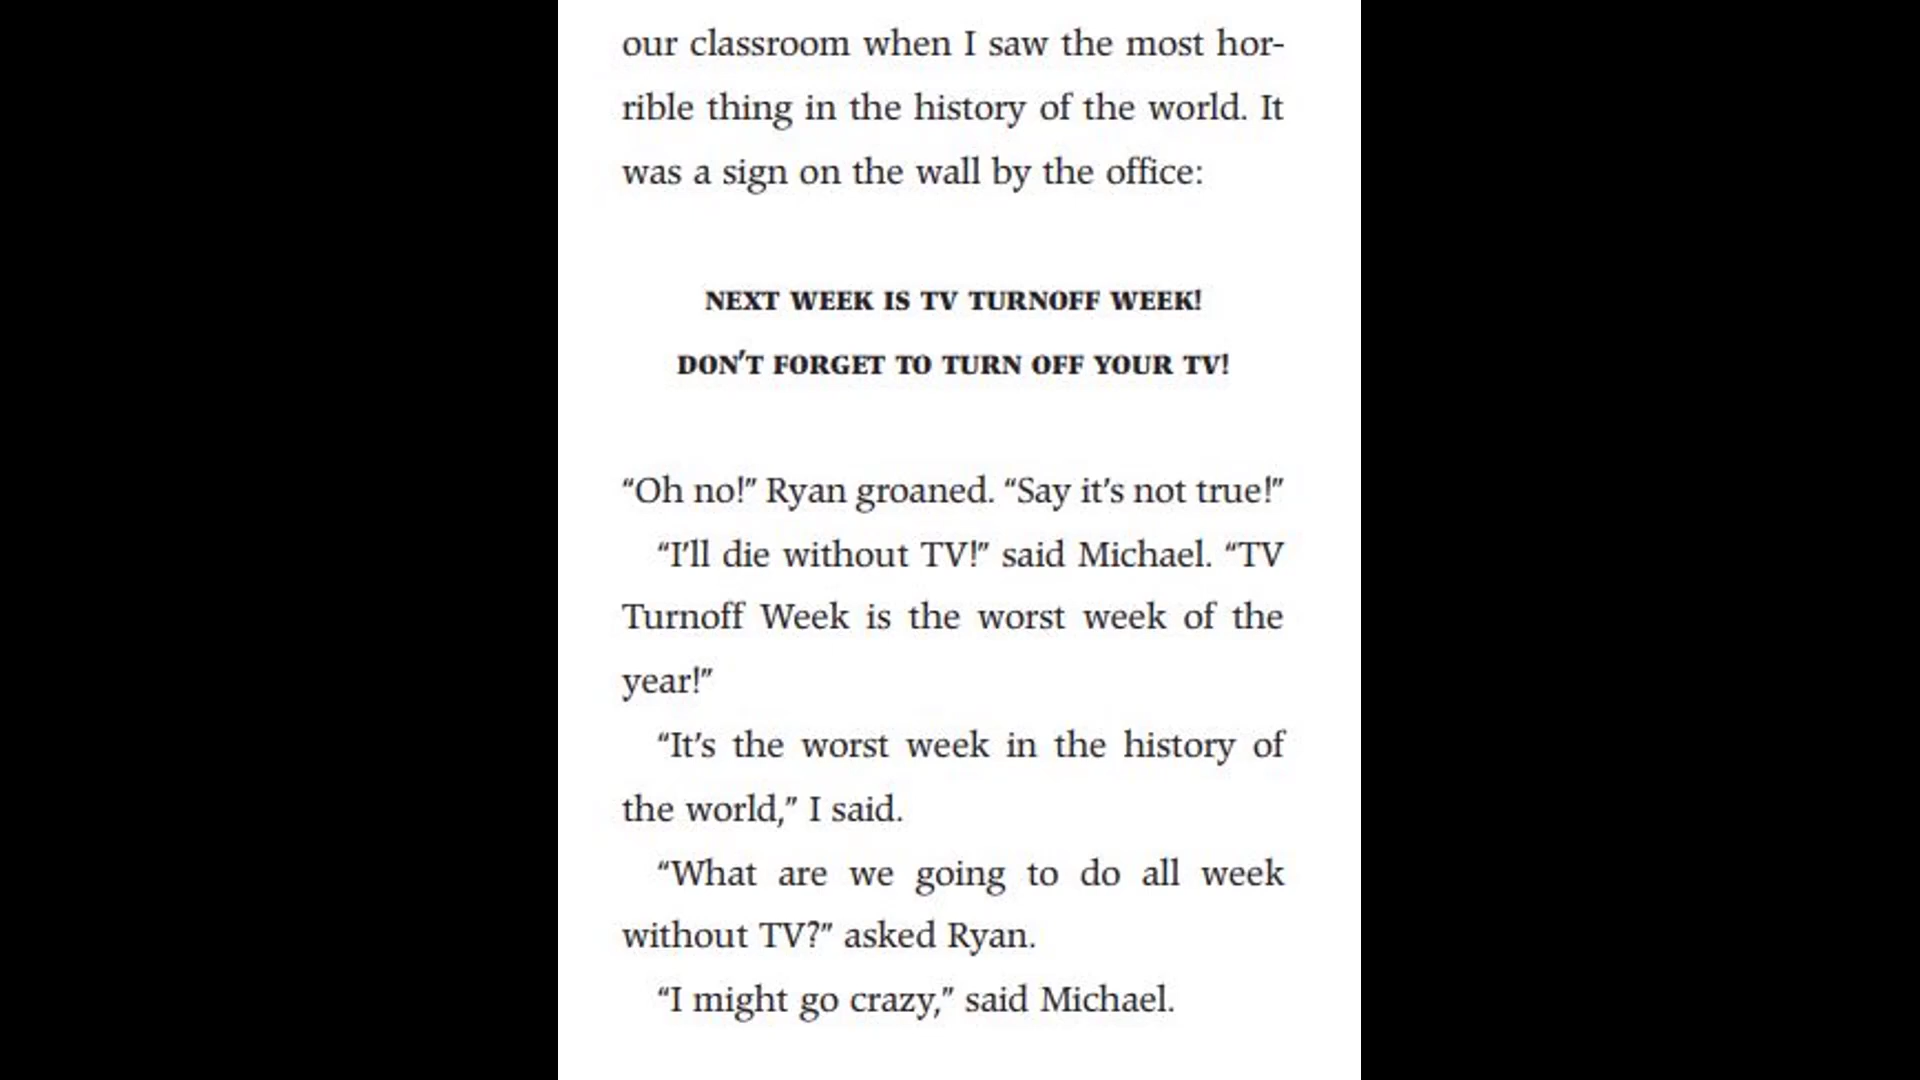 our classroom when I saw the most hor-
rible thing in the history of the world. It
was a sign on the wall by the office:
NEXT WEEK IS TV TURNOFF WEEK!
DON’T FORGET TO TURN OFF YOUR TV!
“Oh no!” Ryan groaned. “Say it’s not true!”
“I’ll die without TV!” said Michael. “TV
Turnoff Week is the worst week of the
year!”
“It’s the worst week in the history of
the world,” I said.
“What are we going to do all week
without TV?” asked Ryan.
“I might go crazy,” said Michael.